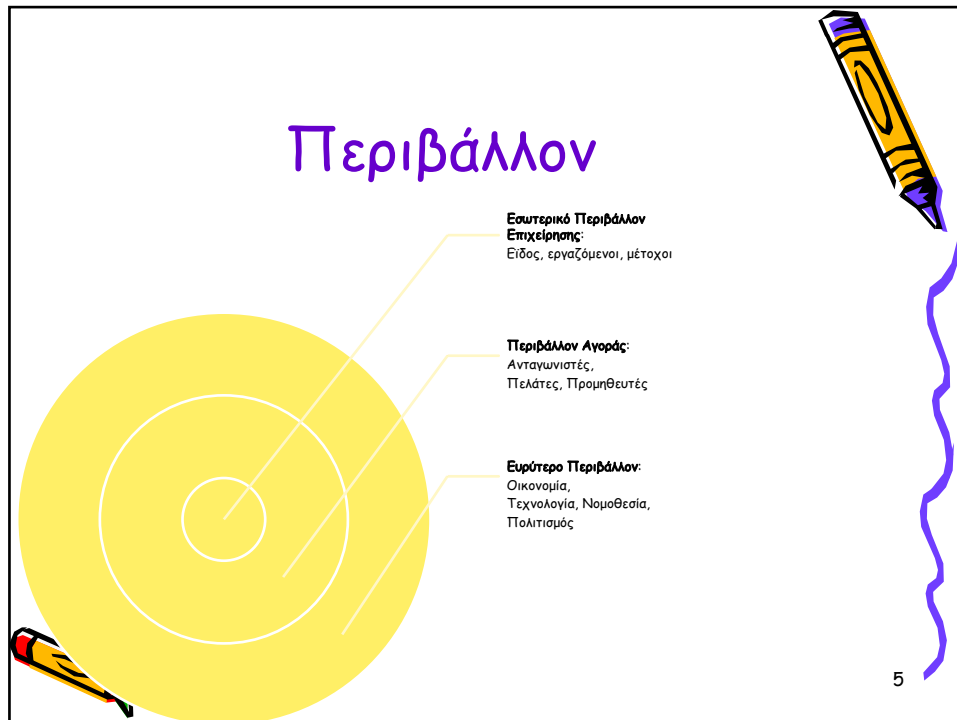 Περιβάλλον
Εσωτερικό Περιβάλλον
Επιχείρησης:
Είδος, εργαζόμενοι, μέτοχοι
Περιβάλλον Αγοράς:
Ανταγωνιστές,
Πελάτες, Προμηθευτές
Ευρύτερο Περιβάλλον:
Οικονομία,
Τεχνολογία, Νομοθεσία,
Πολιτισμός
5